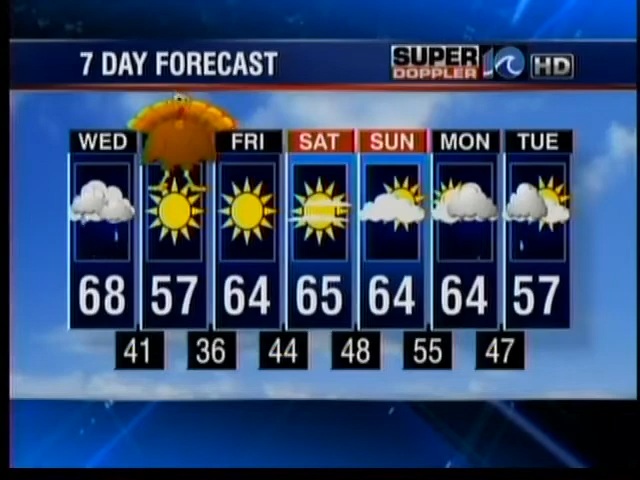 7 DAY FORECAST
SUPER DOPPLER 10 HD
WED FRI SAT SUN MON TUE
68 57 64 65 64 64 57
41 36 44 48 55 47